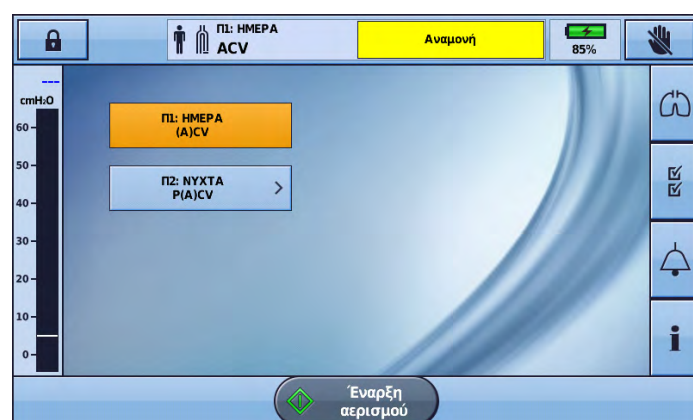 Π1: ΗΜΕΡΑ
ACV
Αναμονή
85%
---
cmH₂O
60
50
40
30
20
10
0
Π1: ΗΜΕΡΑ
(A)CV
Π2: ΝΥΧΤΑ
P(A)CV
Έναρξη
αερισμού